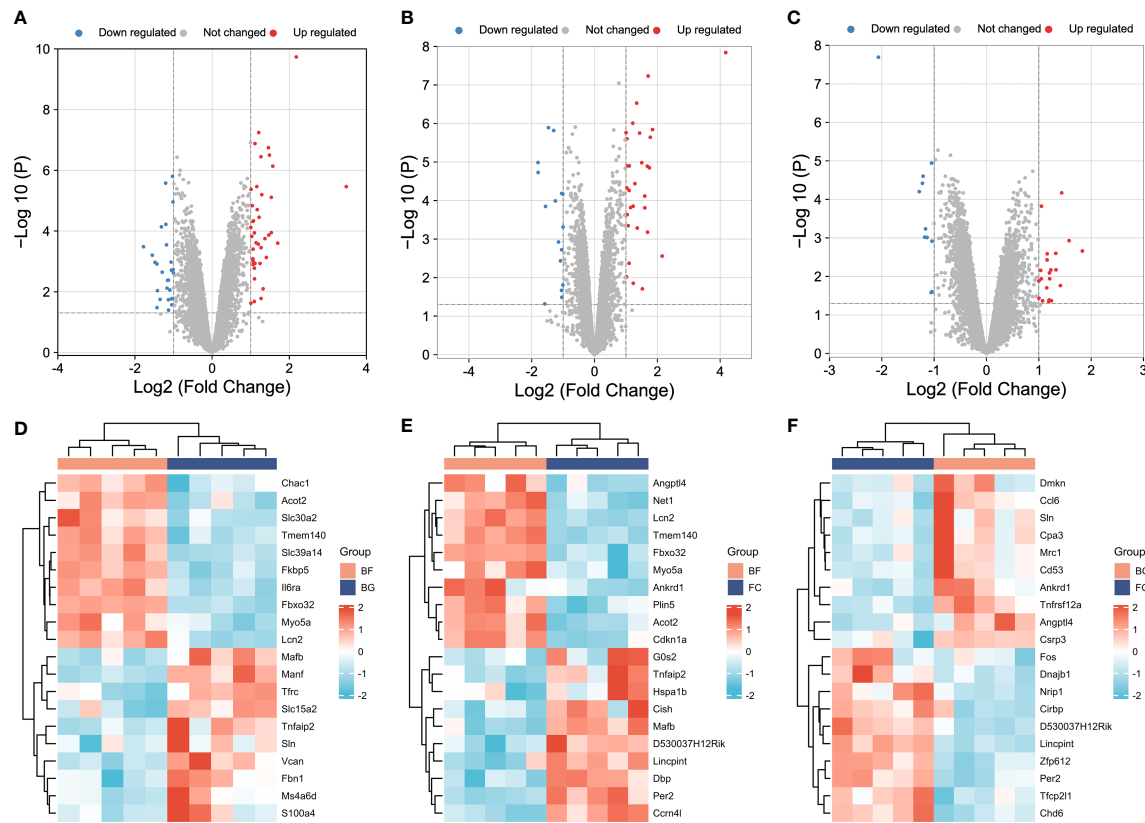 A
Down regulated Not changed Up regulated
10
8
6
4
2
0
-4 -2 0 2 4
−Log 10 (P)
Log2 (Fold Change)
B
Down regulated Not changed Up regulated
8
7
6
5
4
3
2
1
0
-4 -2 0 2 4
−Log 10 (P)
Log2 (Fold Change)
C
Down regulated Not changed Up regulated
8
7
6
5
4
3
2
1
0
-3 -2 -1 0 1 2 3
−Log 10 (P)
Log2 (Fold Change)
D
Chac1
Acot2
Slc30a2
Tmem140
Slc39a14
Fkbp5
Il6ra
Fbxo32
Myo5a
Lcn2
Mafb
Manf
Tfrc
Slc15a2
Tnfaip2
Sln
Vcan
Fbn1
Ms4a6d
S100a4
Group
BF
BG
2
1
0
-1
-2
E
Angptl4
Net1
Lcn2
Tmem140
Fbxo32
Myo5a
Ankrd1
Plin5
Acot2
Cdkn1a
G0s2
Tnfaip2
Hspa1b
Cish
Mafb
D530037H12Rik
Lincpint
Dbp
Per2
Ccrn4l
Group
BF
FC
2
1
0
-1
-2
F
Dmkn
Ccl6
Sln
Cpa3
Mrc1
Cd53
Ankrd1
Tnfrsf12a
Angptl4
Csrp3
Fos
Dnajb1
Nrip1
Cirbp
D530037H12Rik
Lincpint
Zfp612
Per2
Tfcp2l1
Chd6
Group
BG
FC
2
1
0
-1
-2